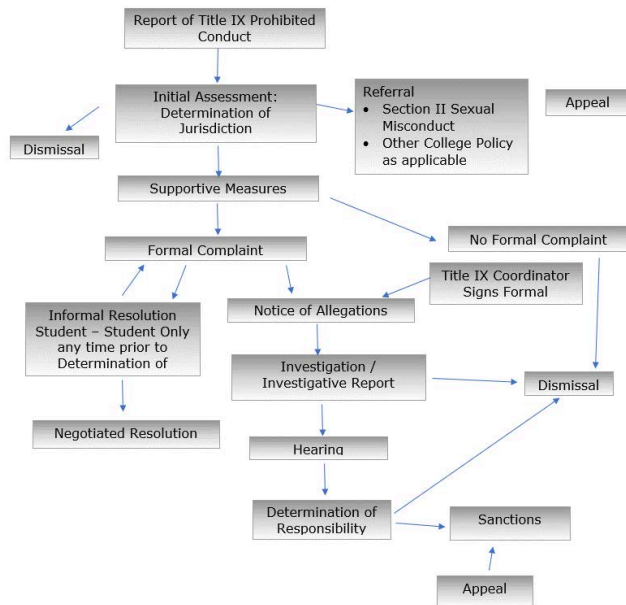 Report of Title IX Prohibited
Conduct
Initial Assessment:
Determination of
Jurisdiction
Referral
• Section II Sexual
Misconduct
• Other College Policy
as applicable
Appeal
Dismissal
Supportive Measures
Formal Complaint
No Formal Complaint
Title IX Coordinator
Signs Formal
Informal Resolution
Student – Student Only
any time prior to
Determination of
Notice of Allegations
Investigation /
Investigative Report
Dismissal
Negotiated Resolution
Hearing
Determination of
Responsibility
Sanctions
Appeal